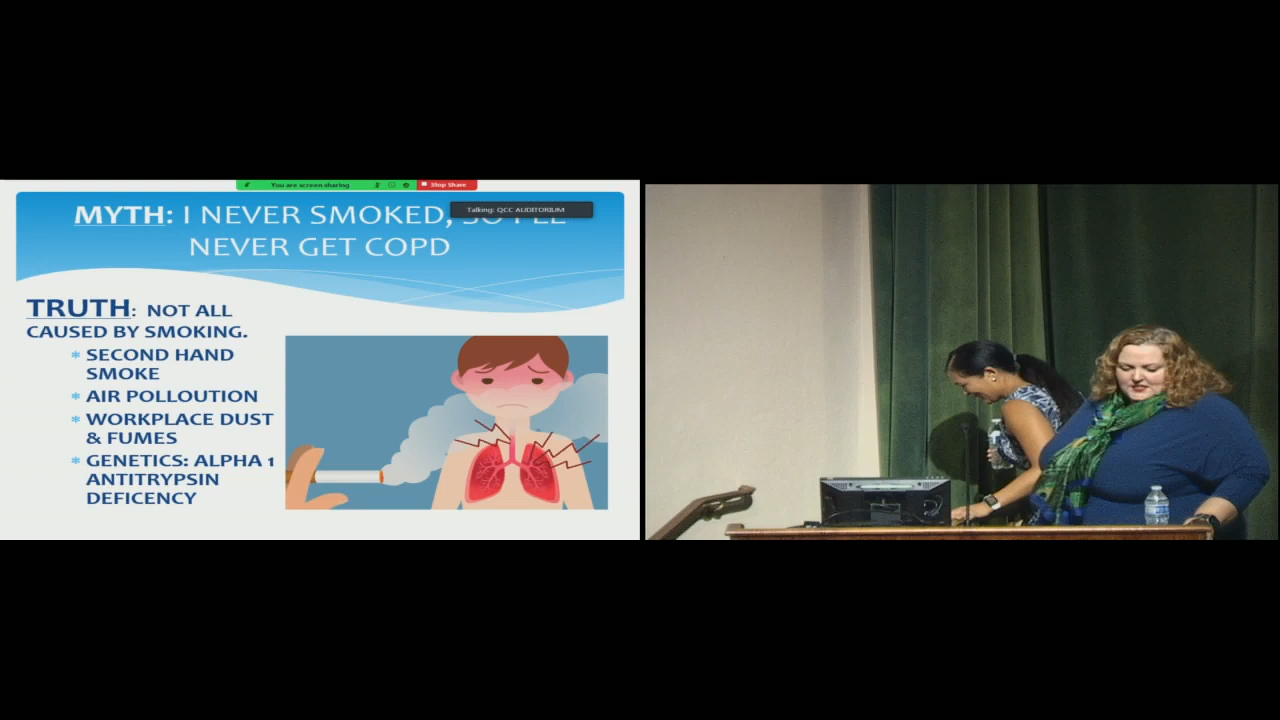 You are screen sharing
Stop Share
Talking: QCC AUDITORIUM
MYTH: I NEVER SMOKED,
NEVER GET COPD
TRUTH: NOT ALL
CAUSED BY SMOKING.
* SECOND HAND
SMOKE
* AIR POLLOUTION
* WORKPLACE DUST
& FUMES
* GENETICS: ALPHA 1
ANTITRYPSIN
DEFICENCY